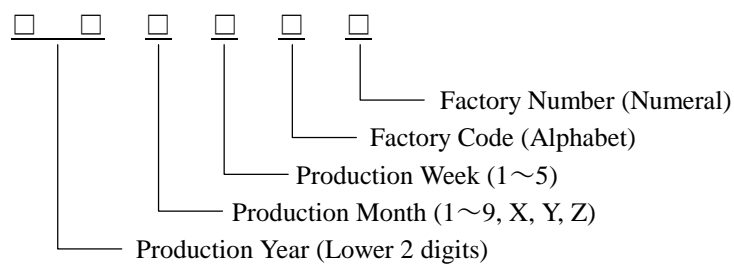 □ □ □ □ □ □
Factory Number (Numeral)
Factory Code (Alphabet)
Production Week (1～5)
Production Month (1～9, X, Y, Z)
Production Year (Lower 2 digits)